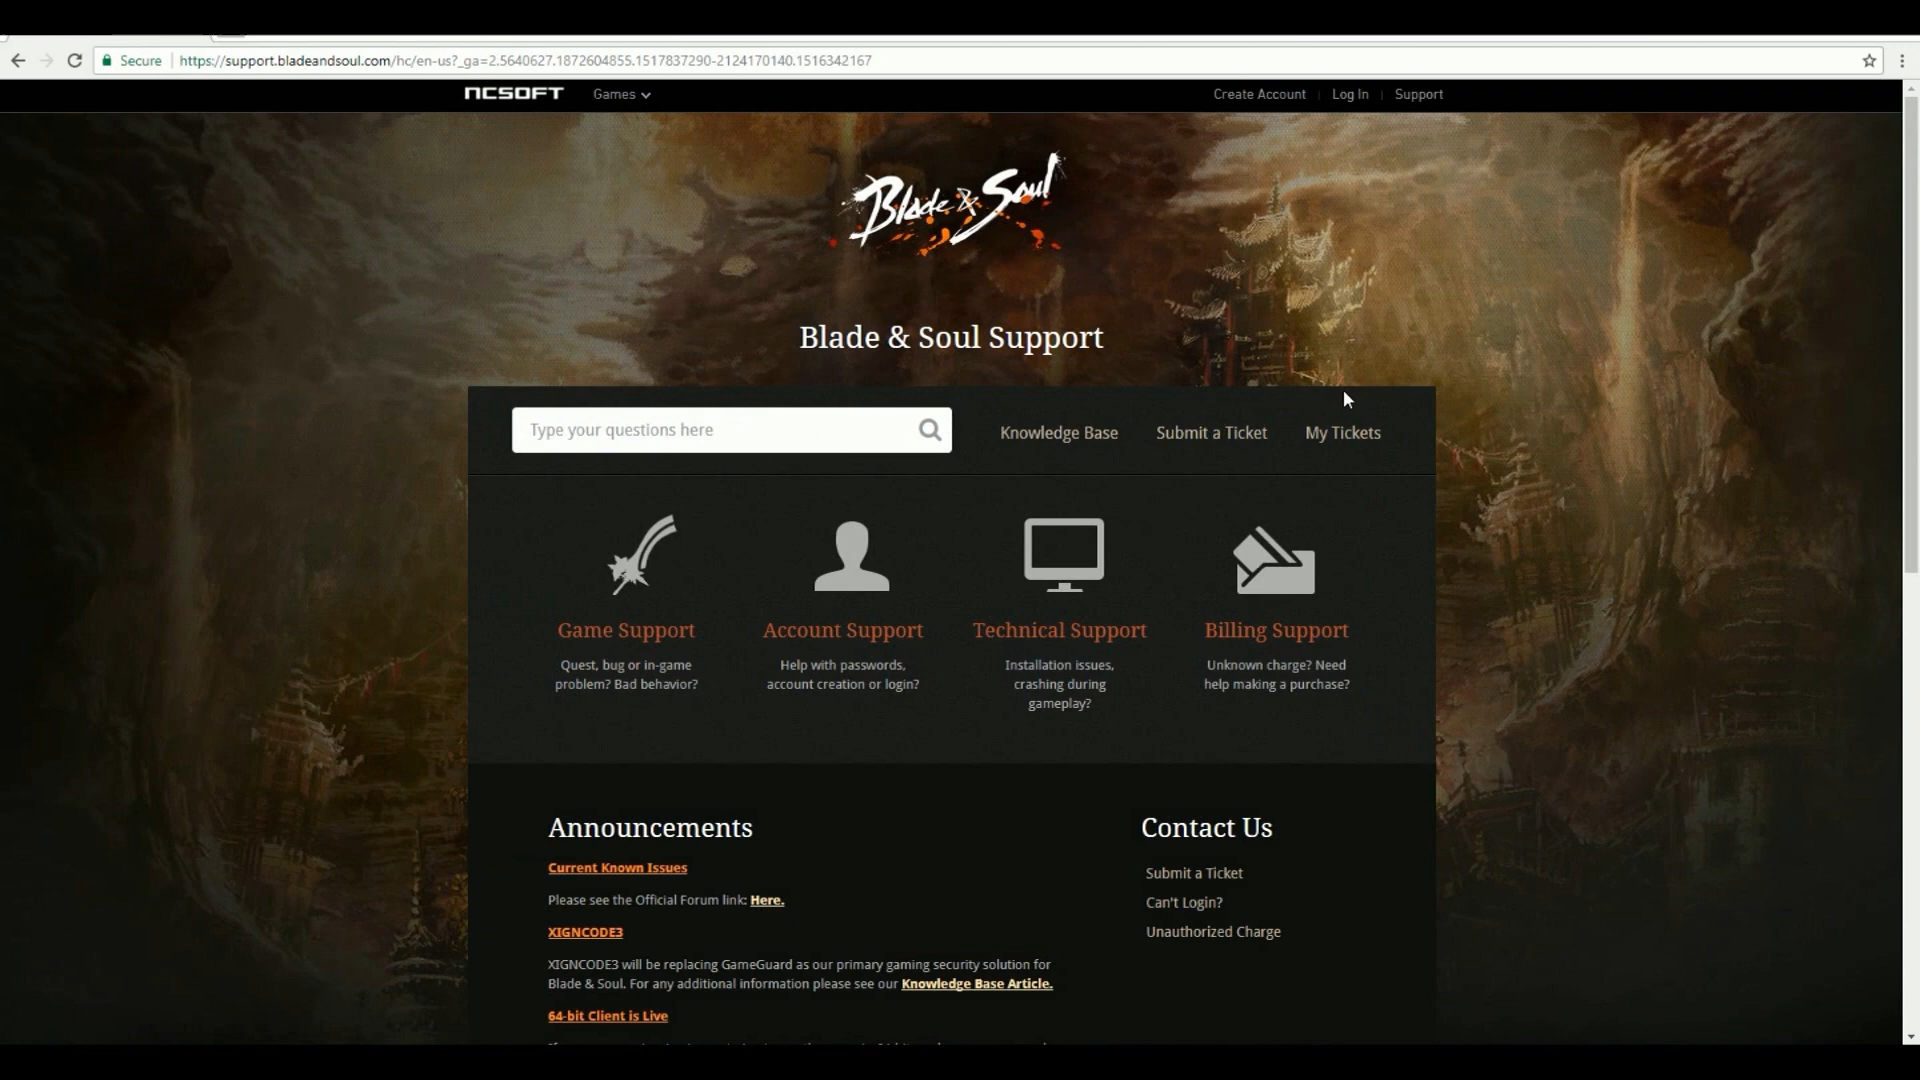 Secure https://support.bladeandsoul.com/hc/en-us?_ga=2.5640627.1872604855.1517837290-2124170140.1516342167
NCSOFT Games Create Account Log In Support
Blade & Soul
Blade & Soul Support
Type your questions here Knowledge Base Submit a Ticket My Tickets
Game Support
Quest, bug or in-game
problem? Bad behavior?
Account Support
Help with passwords,
account creation or login?
Technical Support
Installation issues,
crashing during
gameplay?
Billing Support
Unknown charge? Need
help making a purchase?
Announcements
Current Known Issues
Please see the Official Forum link: Here.
XIGNCODE3
XIGNCODE3 will be replacing GameGuard as our primary gaming security solution for
Blade & Soul. For any additional information please see our Knowledge Base Article.
64-bit Client is Live
Contact Us
Submit a Ticket
Can't Login?
Unauthorized Charge